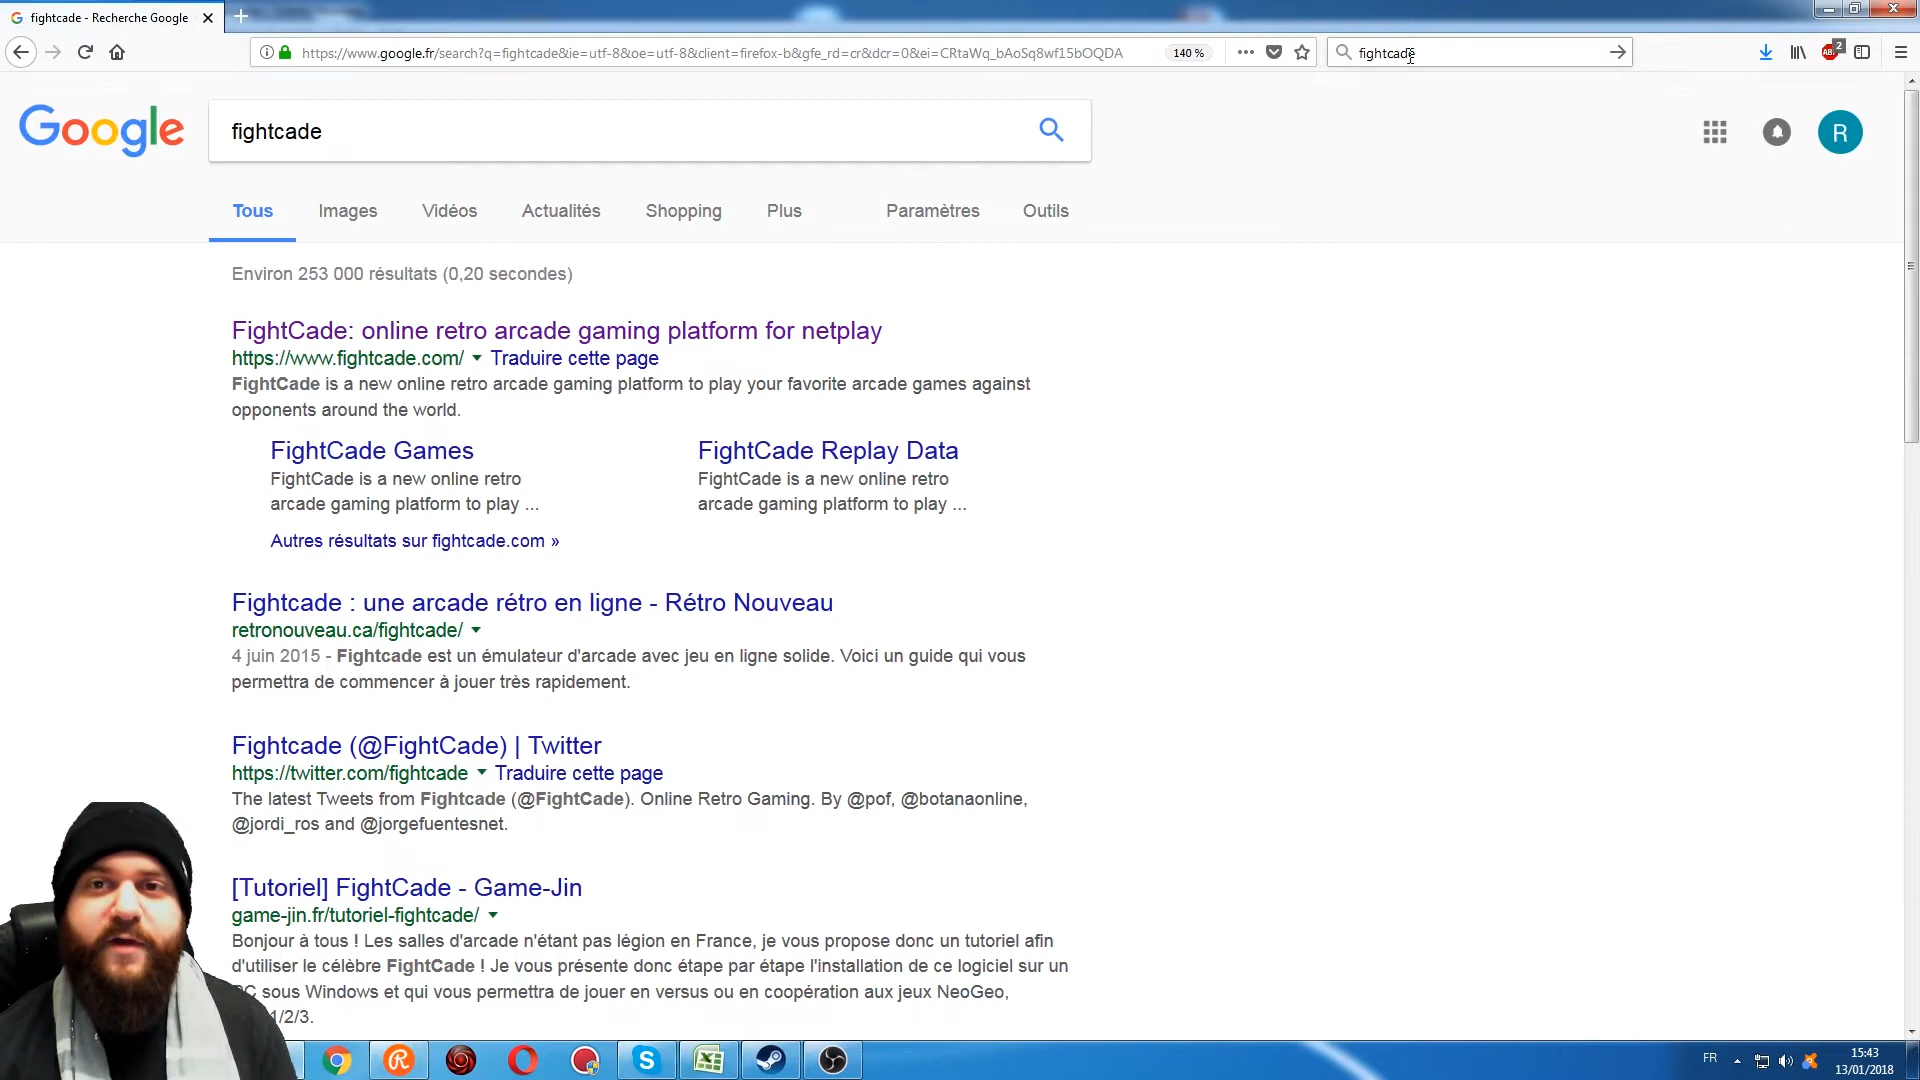 fightcade - Recherche Google
https://www.google.fr/search?q=fightcade&ie=utf-8&oe=utf-8&client=firefox-b&gfe_rd=cr&dcr=0&ei=CRtaWq_bAoSq8wf15bOQDA
140 %
fightcade
ABP
2
Google
fightcade
R
Tous Images Vidéos Actualités Shopping Plus Paramètres Outils
Environ 253 000 résultats (0,20 secondes)
FightCade: online retro arcade gaming platform for netplay
https://www.fightcade.com/ Traduire cette page
FightCade is a new online retro arcade gaming platform to play your favorite arcade games against
opponents around the world.
FightCade Games
FightCade is a new online retro
arcade gaming platform to play ...
FightCade Replay Data
FightCade is a new online retro
arcade gaming platform to play ...
Autres résultats sur fightcade.com »
Fightcade : une arcade rétro en ligne - Rétro Nouveau
retronouveau.ca/fightcade/
4 juin 2015 - Fightcade est un émulateur d'arcade avec jeu en ligne solide. Voici un guide qui vous
permettra de commencer à jouer très rapidement.
Fightcade (@FightCade) | Twitter
https://twitter.com/fightcade Traduire cette page
The latest Tweets from Fightcade (@FightCade). Online Retro Gaming. By @pof, @botanaonline,
@jordi_ros and @jorgefuentesnet.
[Tutoriel] FightCade - Game-Jin
game-jin.fr/tutoriel-fightcade/
Bonjour à tous ! Les salles d'arcade n'étant pas légion en France, je vous propose donc un tutoriel afin
d'utiliser le célèbre FightCade ! Je vous présente donc étape par étape l'installation de ce logiciel sur un
PC sous Windows et qui vous permettra de jouer en versus ou en coopération aux jeux NeoGeo,
1/2/3.
FR
15:43
13/01/2018